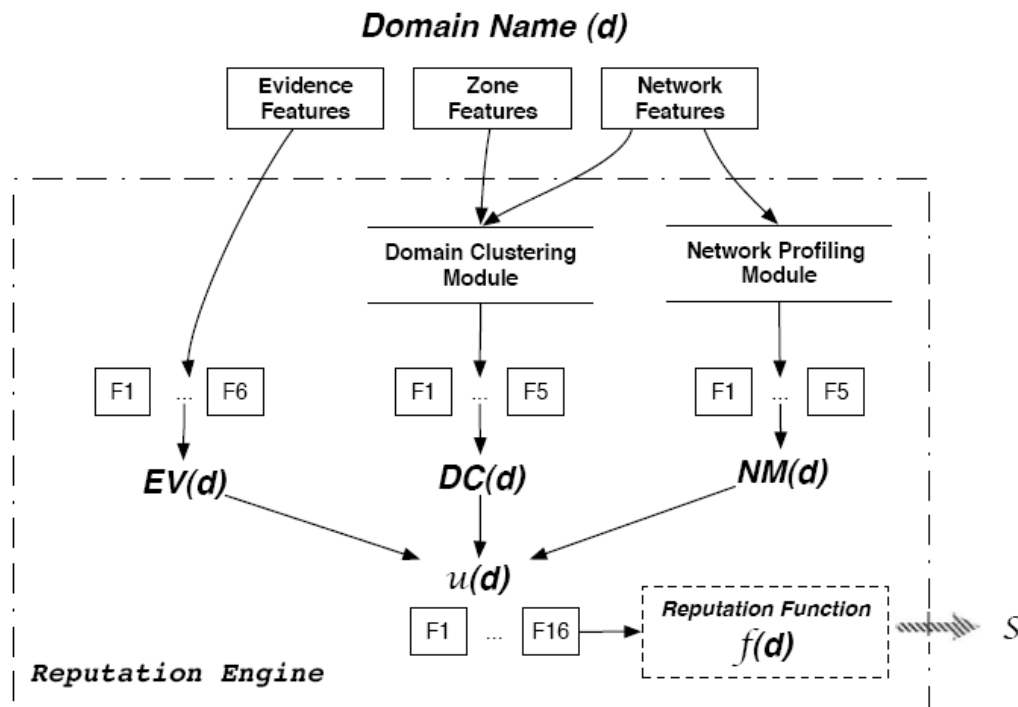 Domain Name (d)
Evidence
Features
Zone
Features
Network
Features
Domain Clustering
Module
Network Profiling
Module
F1 ... F6
F1 ... F5
F1 ... F5
EV(d)
DC(d)
NM(d)
u(d)
F1 ... F16
Reputation Function
f(d)
S
Reputation Engine